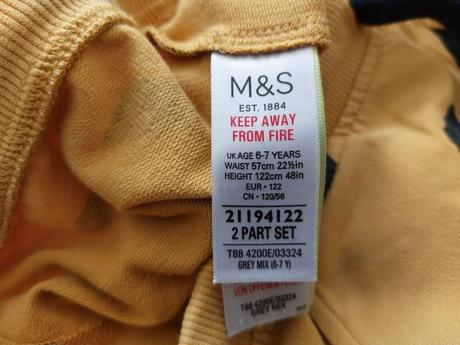 M&S
EST. 1884
KEEP AWAY
FROM FIRE
UK AGE 6-7 YEARS
WAIST 57cm 22½in
HEIGHT 122cm 48in
EUR • 122
CN • 120/56
21194122
2 PART SET
T88 4200E/03324
GREY MIX (6-7 Y)
VON OFFENEM
T88 4200E/03324
GREY MIX